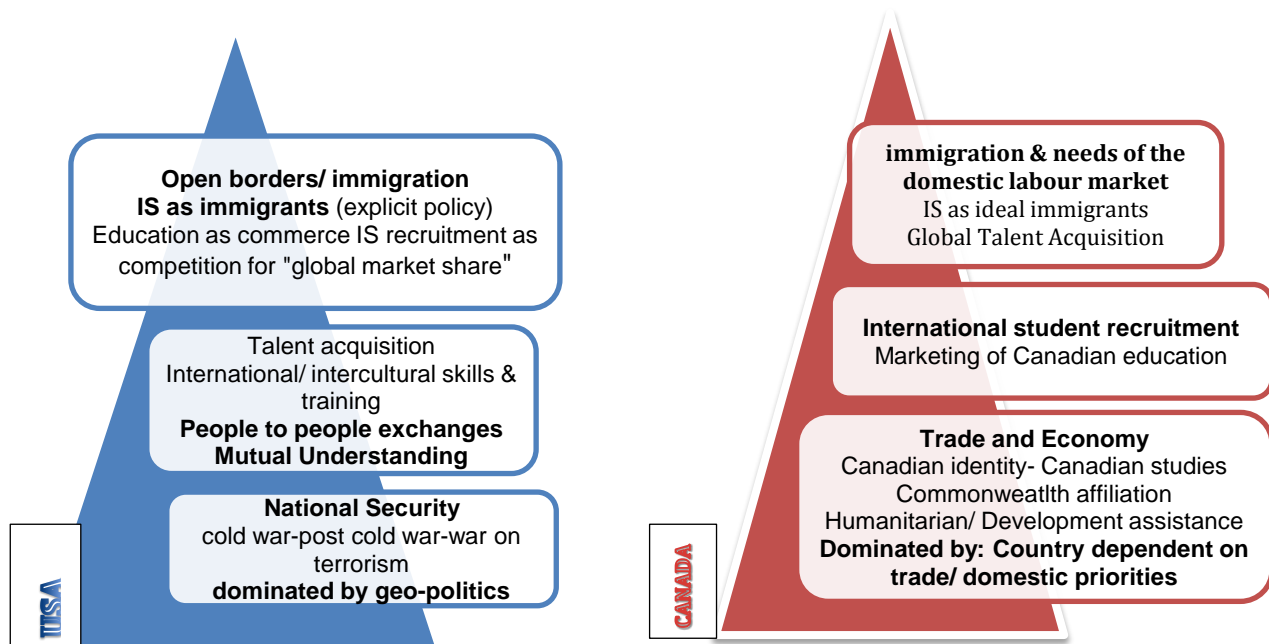 Open borders/ immigration
IS as immigrants (explicit policy)
Education as commerce IS recruitment as
competition for "global market share"
Talent acquisition
International/ intercultural skills &
training
People to people exchanges
Mutual Understanding
National Security
cold war-post cold war-war on
terrorism
dominated by geo-politics
USA
immigration & needs of the
domestic labour market
IS as ideal immigrants
Global Talent Acquisition
International student recruitment
Marketing of Canadian education
Trade and Economy
Canadian identity- Canadian studies
Commonweatlth affiliation
Humanitarian/ Development assistance
Dominated by: Country dependent on
trade/ domestic priorities
CANADA